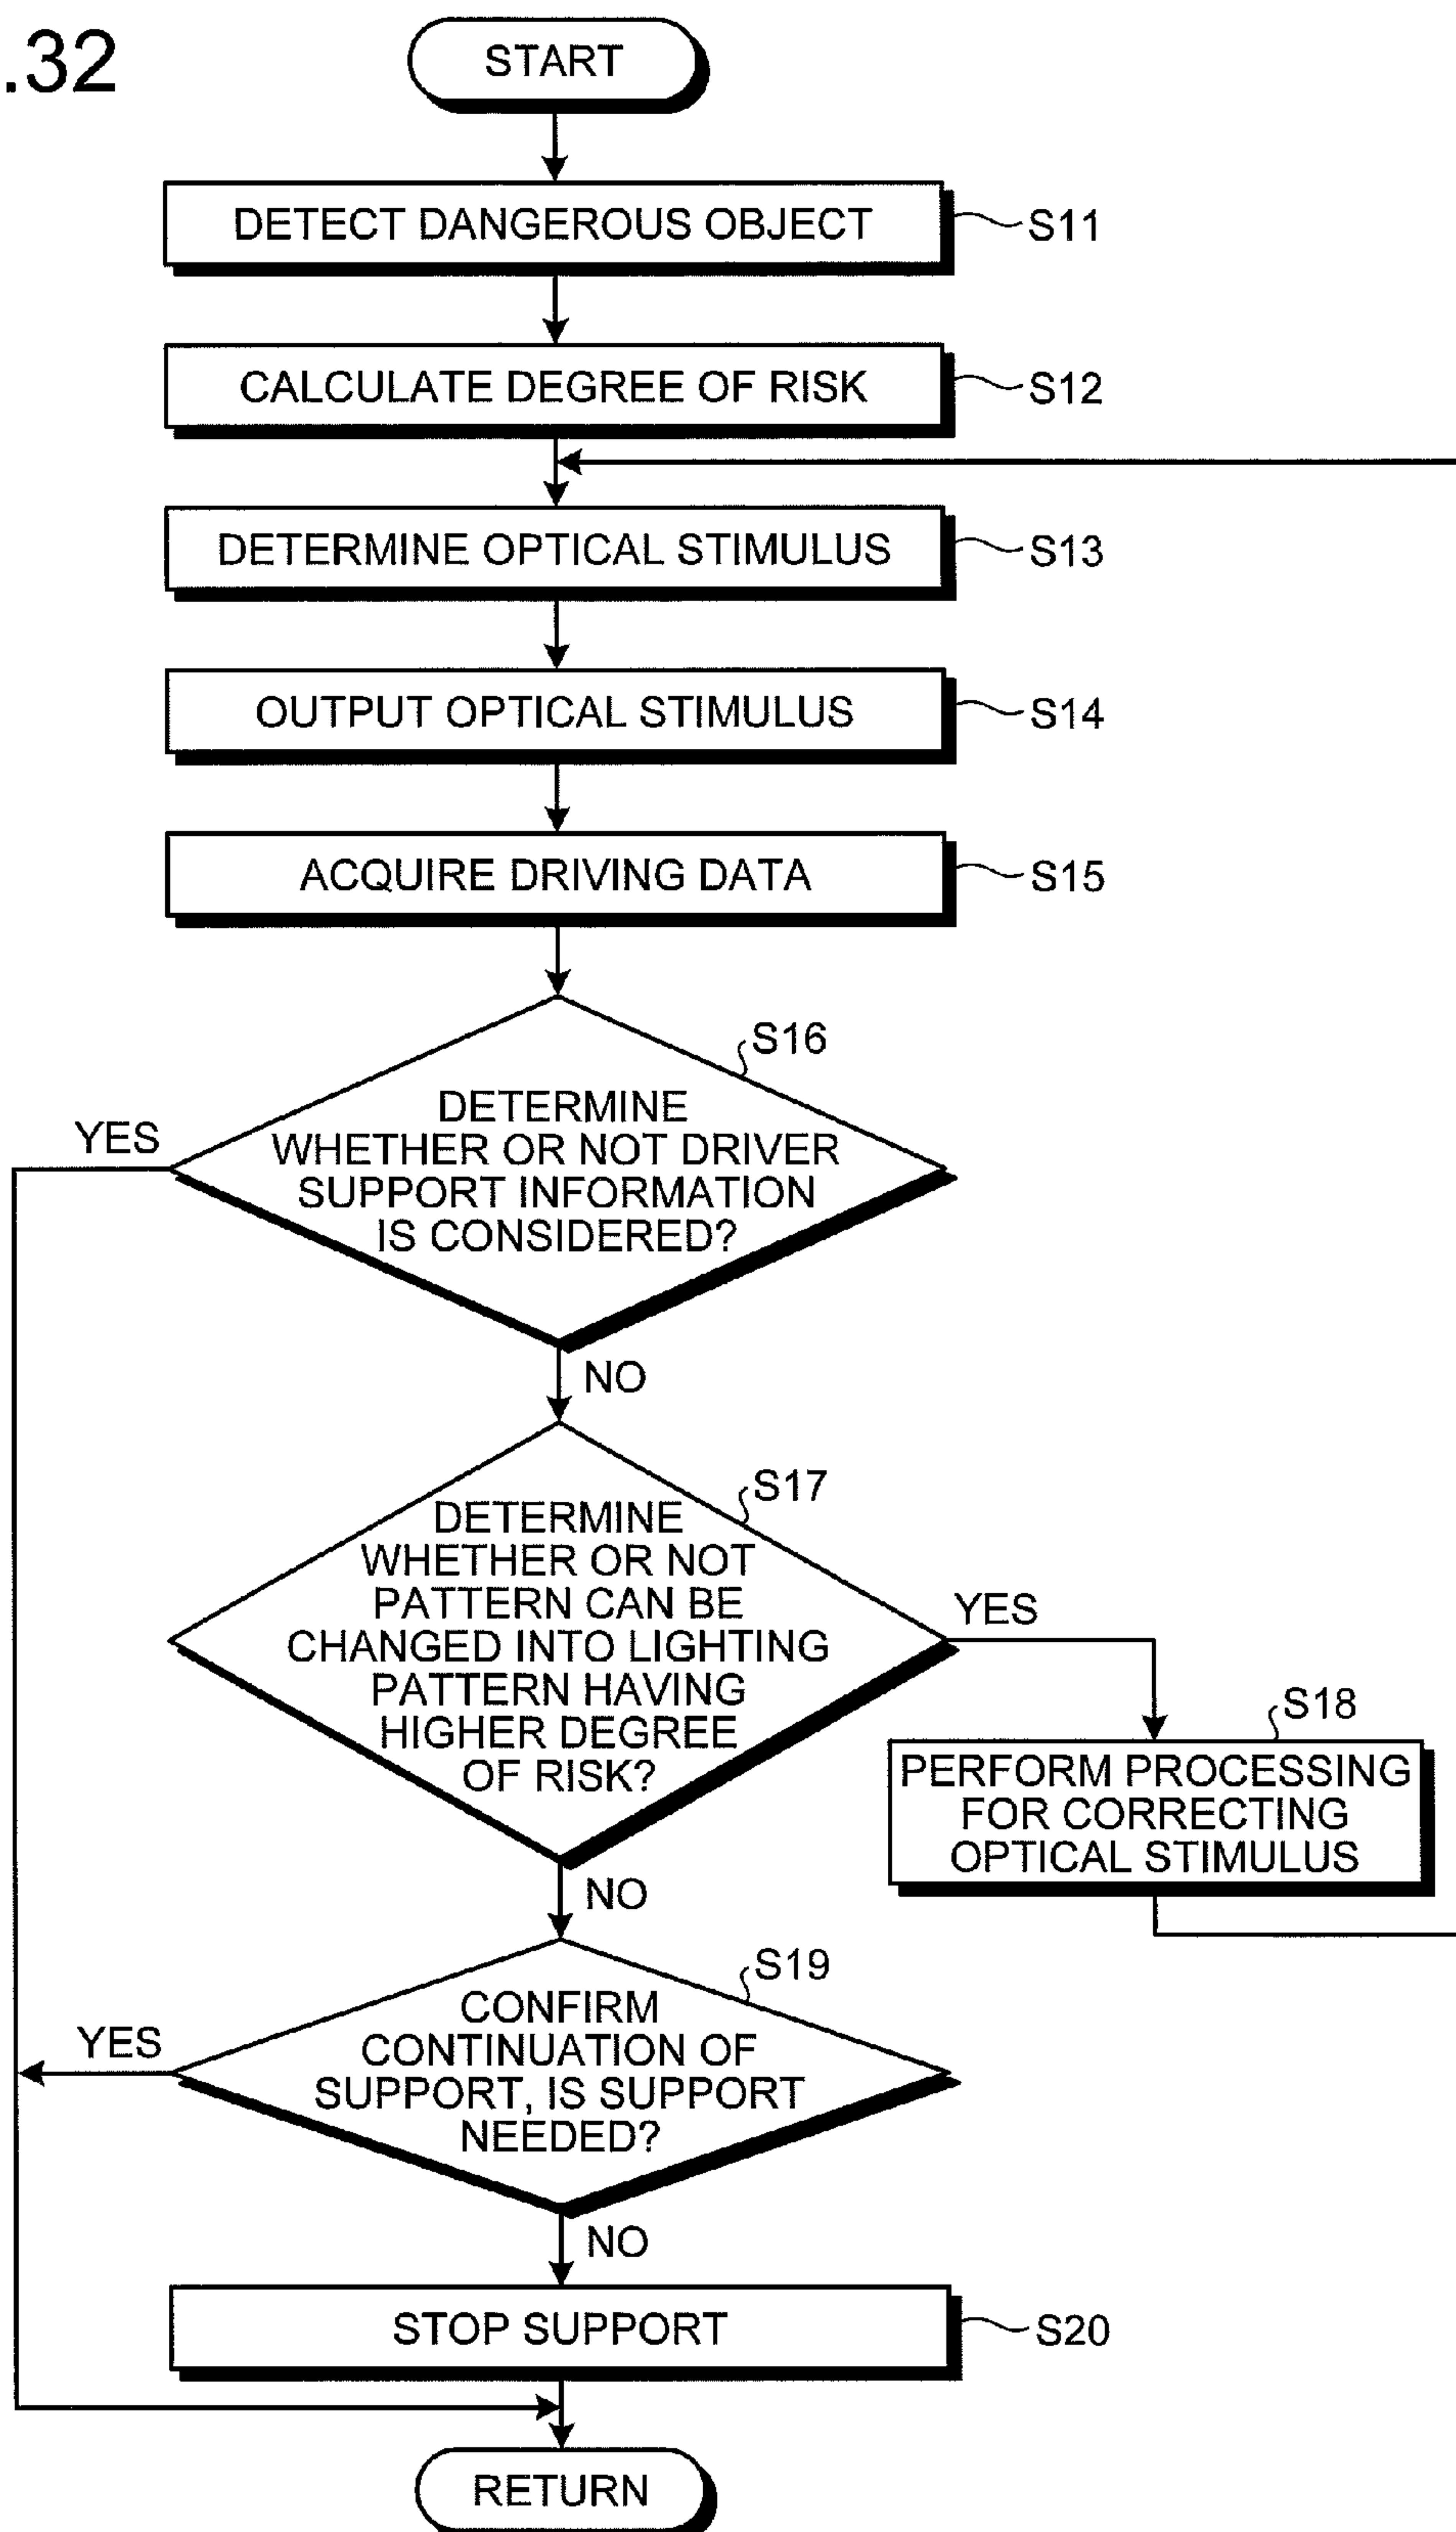 .32
START
DETECT DANGEROUS OBJECT
S11
CALCULATE DEGREE OF RISK
S12
DETERMINE OPTICAL STIMULUS
S13
OUTPUT OPTICAL STIMULUS
S14
ACQUIRE DRIVING DATA
S15
S16
DETERMINE
WHETHER OR NOT DRIVER
SUPPORT INFORMATION
IS CONSIDERED?
YES
NO
S17
DETERMINE
WHETHER OR NOT
PATTERN CAN BE
CHANGED INTO LIGHTING
PATTERN HAVING
HIGHER DEGREE
OF RISK?
YES
S18
PERFORM PROCESSING
FOR CORRECTING
OPTICAL STIMULUS
NO
S19
CONFIRM
CONTINUATION OF
SUPPORT, IS SUPPORT
NEEDED?
YES
NO
STOP SUPPORT
S20
RETURN